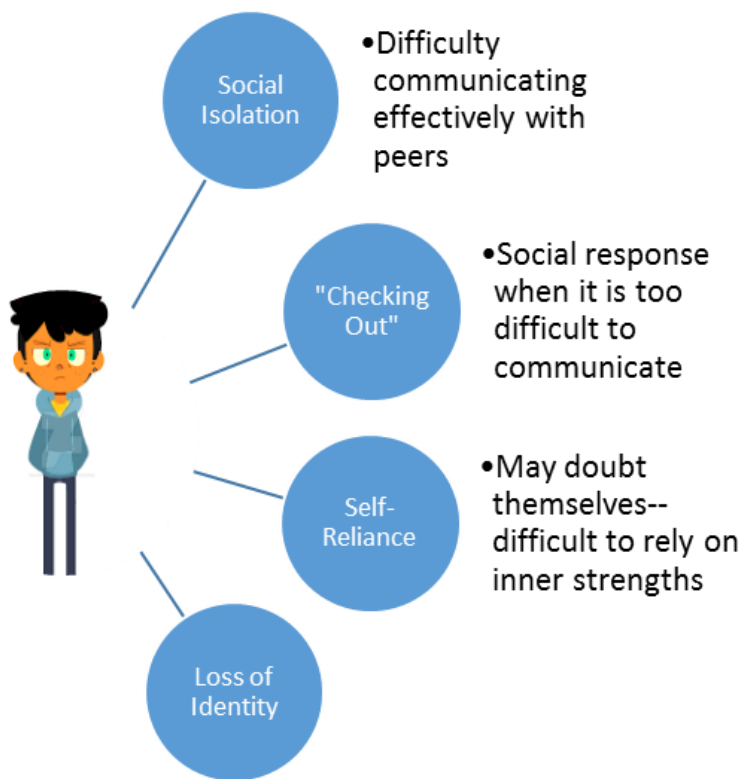 Social
Isolation
•Difficulty
communicating
effectively with
peers
"Checking
Out"
•Social response
when it is too
difficult to
communicate
Self-
Reliance
•May doubt
themselves--
difficult to rely on
inner strengths
Loss of
Identity